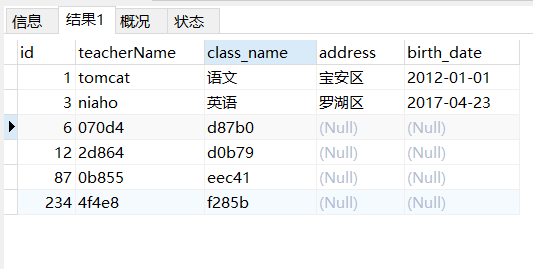 信息 结果1 概况 状态
id teacherName class_name address birth_date
1 tomcat 语文 宝安区 2012-01-01
3 niaho 英语 罗湖区 2017-04-23
6 070d4 d87b0 (Null) (Null)
12 2d864 d0b79 (Null) (Null)
87 0b855 eec41 (Null) (Null)
234 4f4e8 f285b (Null) (Null)